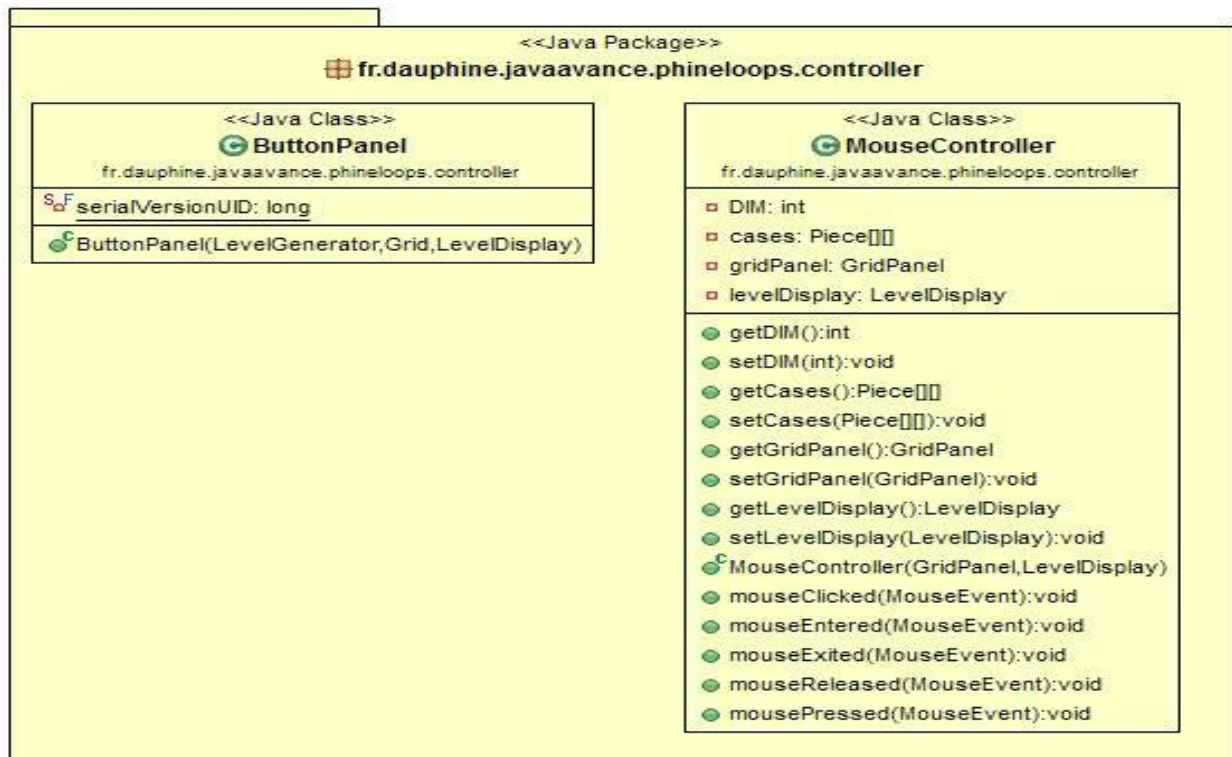 <<Java Package>>
fr.dauphine.javaavance.phineloops.controller
<<Java Class>>
ButtonPanel
fr.dauphine.javaavance.phineloops.controller
serialVersionUID: long
ButtonPanel(LevelGenerator,Grid,LevelDisplay)
<<Java Class>>
MouseController
fr.dauphine.javaavance.phineloops.controller
DIM: int
cases: Piece[][]
gridPanel: GridPanel
levelDisplay: LevelDisplay
getDIM():int
setDIM(int):void
getCases():Piece[][]
setCases(Piece[][]):void
getGridPanel():GridPanel
setGridPanel(GridPanel):void
getLevelDisplay():LevelDisplay
setLevelDisplay(LevelDisplay):void
MouseController(GridPanel,LevelDisplay)
mouseClicked(MouseEvent):void
mouseEntered(MouseEvent):void
mouseExited(MouseEvent):void
mouseReleased(MouseEvent):void
mousePressed(MouseEvent):void